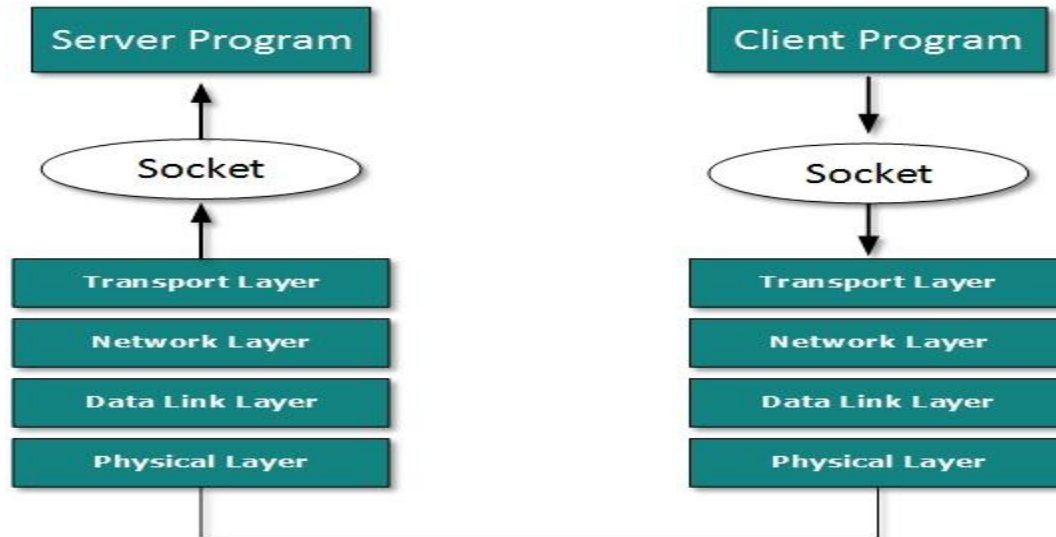 Server Program
Client Program
Socket
Socket
Transport Layer
Transport Layer
Network Layer
Network Layer
Data Link Layer
Data Link Layer
Physical Layer
Physical Layer